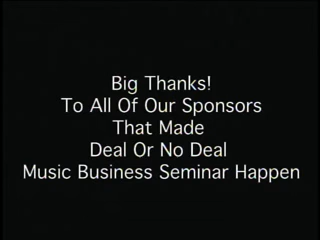 Big Thanks!
To All Of Our Sponsors
That Made
Deal Or No Deal
Music Business Seminar Happen